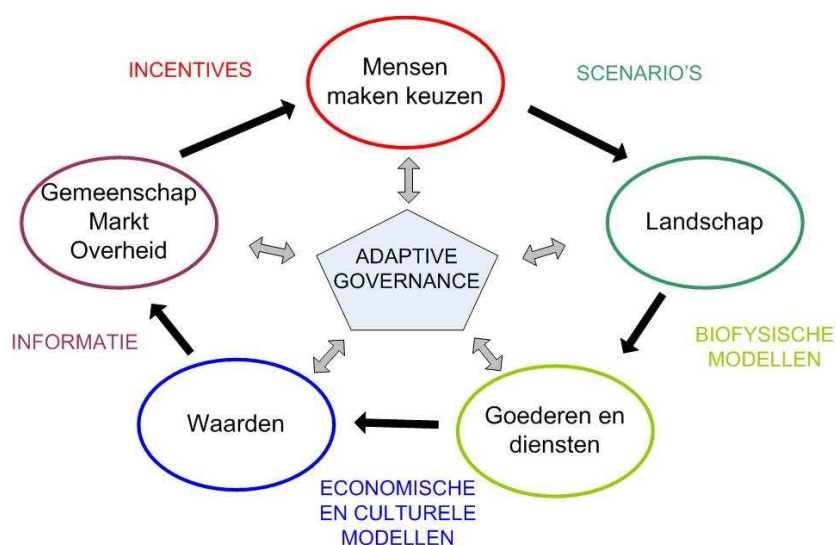 INCENTIVES
Mensen
maken keuzen
SCENARIO'S
Gemeenschap
Markt
Overheid
ADAPTIVE
GOVERNANCE
Landschap
INFORMATIE
BIOFYSISCHE
MODELLEN
Waarden
Goederen en
diensten
ECONOMISCHE
EN CULTURELE
MODELLEN